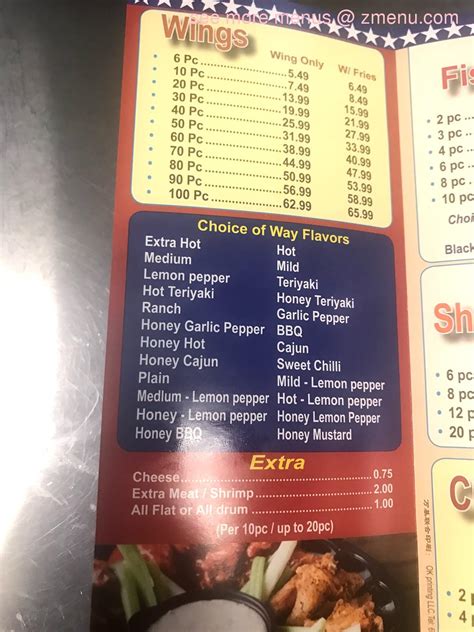 see more menus @ zmenu.com
Wings
Wing Only W/ Fries
6 Pc 5.49 6.49
10 Pc 7.49 8.49
20 Pc 13.99 15.99
30 Pc 19.99 21.99
40 Pc 25.99 27.99
50 Pc 31.99 33.99
60 Pc 38.99 40.99
70 Pc 44.99 47.99
80 Pc 50.99 53.99
90 Pc 56.99 58.99
100 Pc 62.99 65.99
Choice of Way Flavors
Extra Hot Hot
Medium Mild
Lemon pepper Teriyaki
Hot Teriyaki Honey Teriyaki
Ranch Garlic Pepper
Honey Garlic Pepper BBQ
Honey Hot Cajun
Honey Cajun Sweet Chilli
Plain Mild - Lemon pepper
Medlum - Lemon pepper Hot - Lemon pepper
Honey - Lemon pepper Honey Lemon Pepper
Honey BBQ Honey Mustard
Extra
Cheese 0.75
Extra Meat / Shrimp 2.00
All Flat or All drum 1.00
(Per 10pc / up to 20pc)
Fis
2 pc
3 pc
5 pc
8 pc
10 pc
Choi
Black
Sh
6 pc
8 pc
12 p
20 p
C
2
4